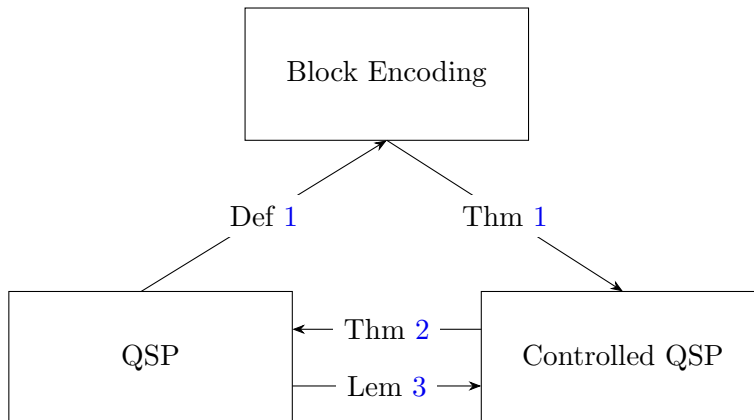 Block Encoding
Def 1
Thm 1
Thm 2
QSP
Controlled QSP
Lem 3